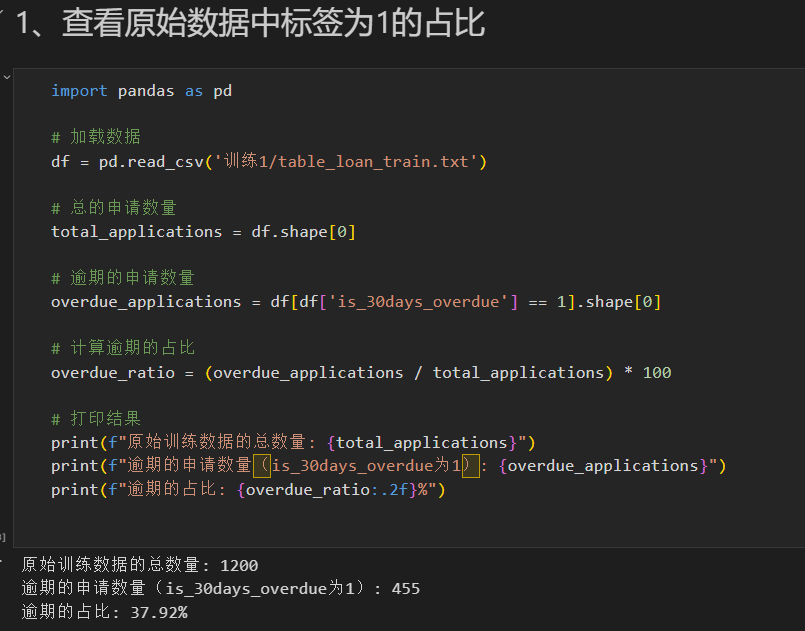 1、查看原始数据中标签为1的占比
import pandas as pd
# 加载数据
df = pd.read_csv('训练1/table_loan_train.txt')
# 总的申请数量
total_applications = df.shape[0]
# 逾期的申请数量
overdue_applications = df[df['is_30days_overdue'] == 1].shape[0]
# 计算逾期的占比
overdue_ratio = (overdue_applications / total_applications) * 100
# 打印结果
print(f"原始训练数据的总数量: {total_applications}")
print(f"逾期的申请数量（is_30days_overdue为1）: {overdue_applications}")
print(f"逾期的占比: {overdue_ratio:.2f}%")
原始训练数据的总数量: 1200
逾期的申请数量（is_30days_overdue为1）: 455
逾期的占比: 37.92%